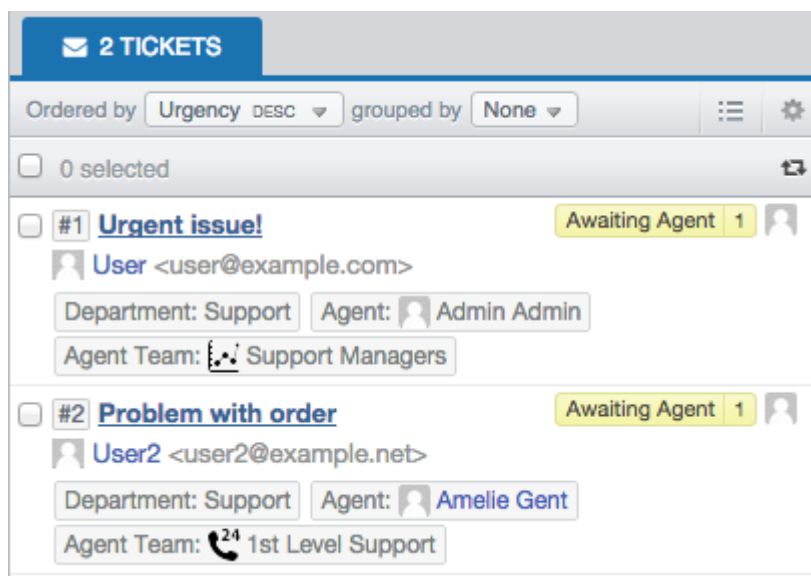 2 TICKETS
Ordered by Urgency DESC grouped by None
0 selected
#1 Urgent issue! Awaiting Agent 1
User <user@example.com>
Department: Support Agent: Admin Admin
Agent Team: Support Managers
#2 Problem with order Awaiting Agent 1
User2 <user2@example.net>
Department: Support Agent: Amelie Gent
Agent Team: 24 1st Level Support